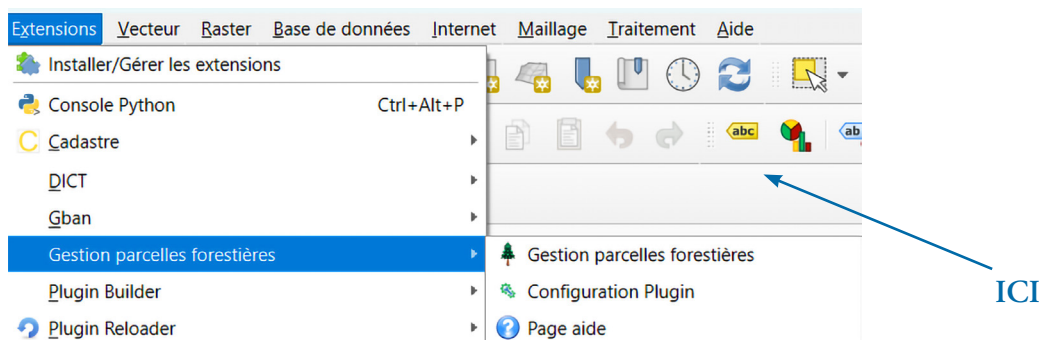 Extensions Vecteur Raster Base de données Internet Maillage Traitement Aide
Installer/Gérer les extensions
Console Python Ctrl+Alt+P
Cadastre
abc
ab
DICT
Gban
Gestion parcelles forestières
Gestion parcelles forestières
Plugin Builder
Configuration Plugin
ICI
Plugin Reloader
Page aide